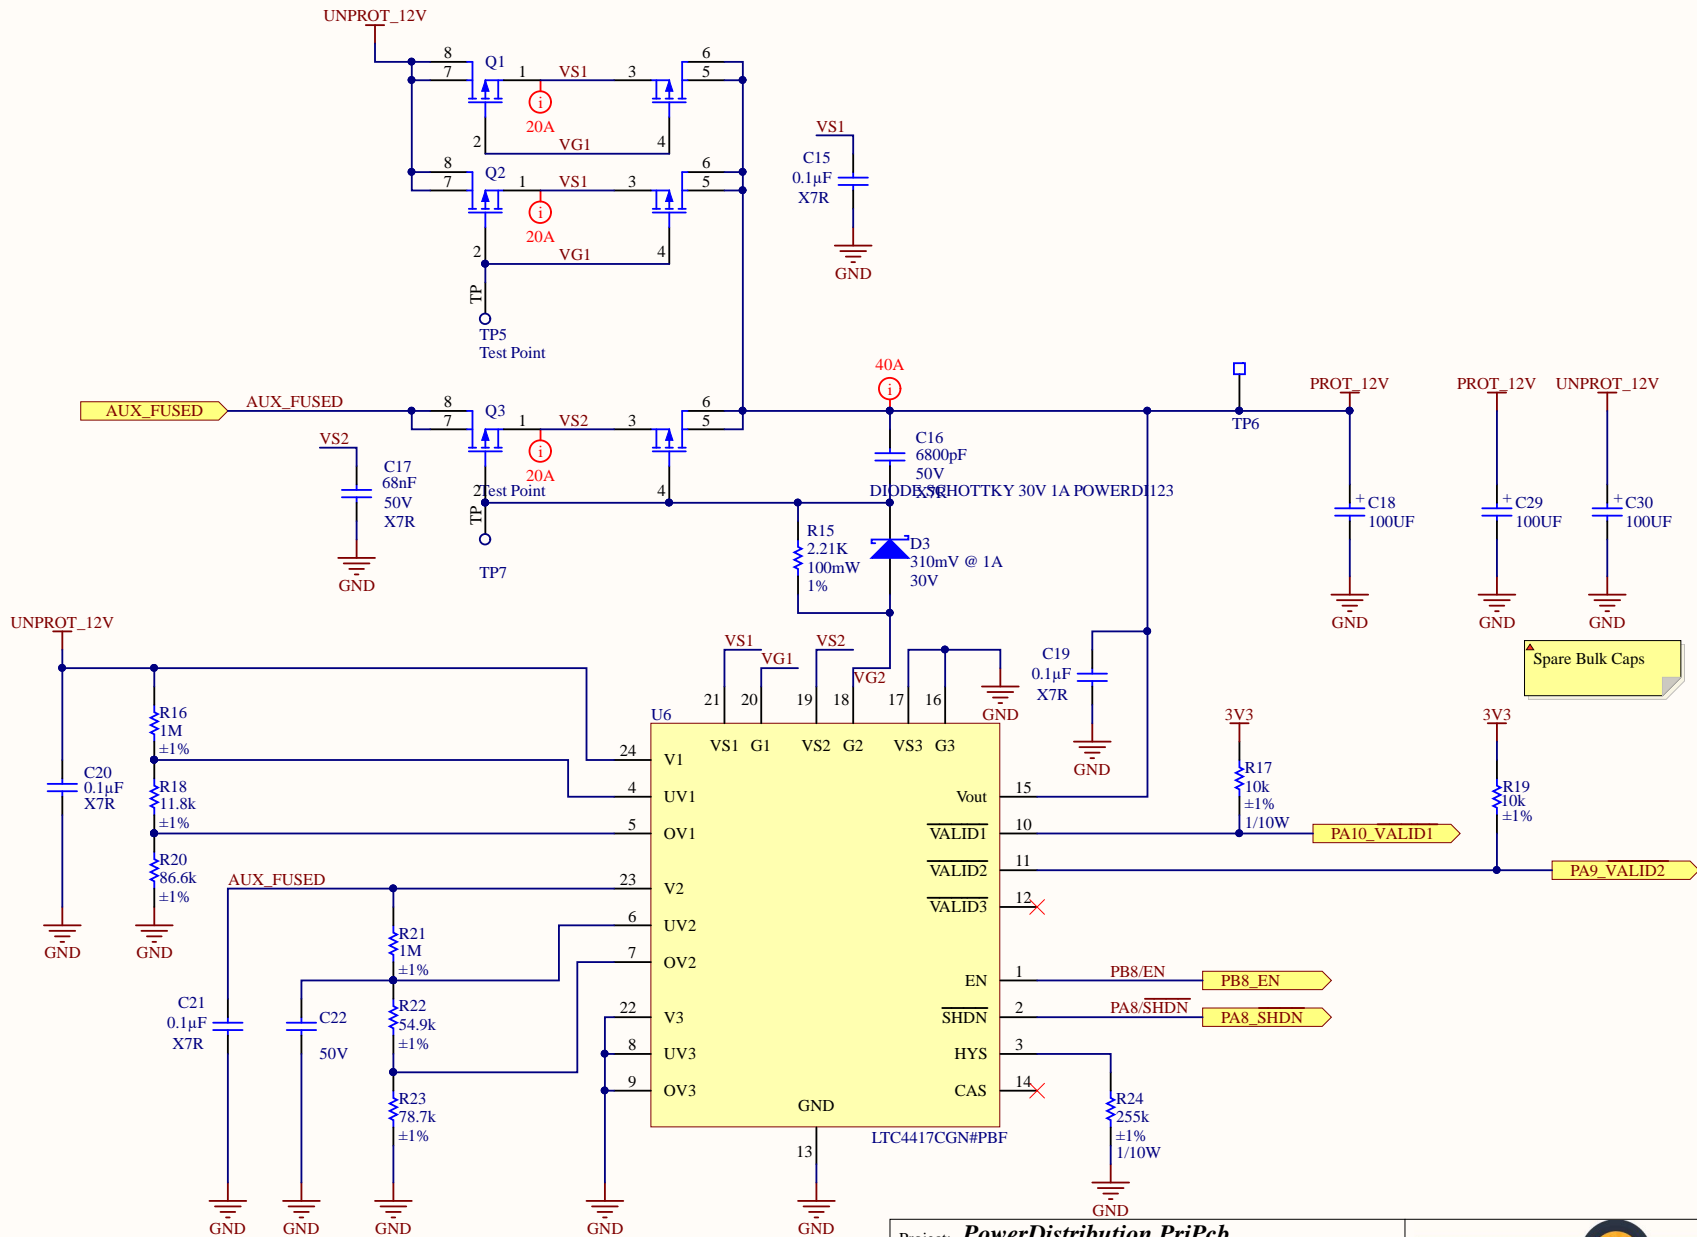 UNPROT_12V
8
7
Q1
1
VS1
3
6
5
20A
2
VG1
4
8
7
Q2
1
VS1
3
6
5
20A
2
VG1
4
TP
TP5
Test Point
VS1
C15
0.1µF
X7R
GND
AUX_FUSED
AUX_FUSED
8
7
Q3
1
VS2
3
6
5
20A
2
Test Point
4
TP
TP7
VS2
C17
68nF
50V
X7R
GND
40A
C16
6800pF
50V
X7R
DIODE SCHOTTKY 30V 1A POWERDI123
R15
2.21K
100mW
1%
D3
310mV @ 1A
30V
TP6
PROT_12V
+
C18
100UF
GND
PROT_12V
+
C29
100UF
GND
UNPROT_12V
+
C30
100UF
GND
Spare Bulk Caps
UNPROT_12V
C20
0.1µF
X7R
GND
R16
1M
±1%
R18
11.8k
±1%
R20
86.6k
±1%
GND
AUX_FUSED
C21
0.1µF
X7R
GND
C22
50V
GND
R21
1M
±1%
R22
54.9k
±1%
R23
78.7k
±1%
GND
GND
VS1
VG1
VS2
VG2
21
20
19
18
17
16
GND
U6
VS1
G1
VS2
G2
VS3
G3
24
V1
4
UV1
5
OV1
23
V2
6
UV2
7
OV2
22
V3
8
UV3
9
OV3
GND
13
GND
Vout
15
VALID1
10
VALID2
11
VALID3
12
EN
1
SHDN
2
HYS
3
CAS
14
LTC4417CGN#PBF
C19
0.1µF
X7R
GND
3V3
R17
10k
±1%
1/10W
PA10_VALID1
3V3
R19
10k
±1%
PA9_VALID2
PB8/EN
PB8_EN
PA8/SHDN
PA8_SHDN
R24
255k
±1%
1/10W
GND
Project: PowerDistribution.PrjPcb